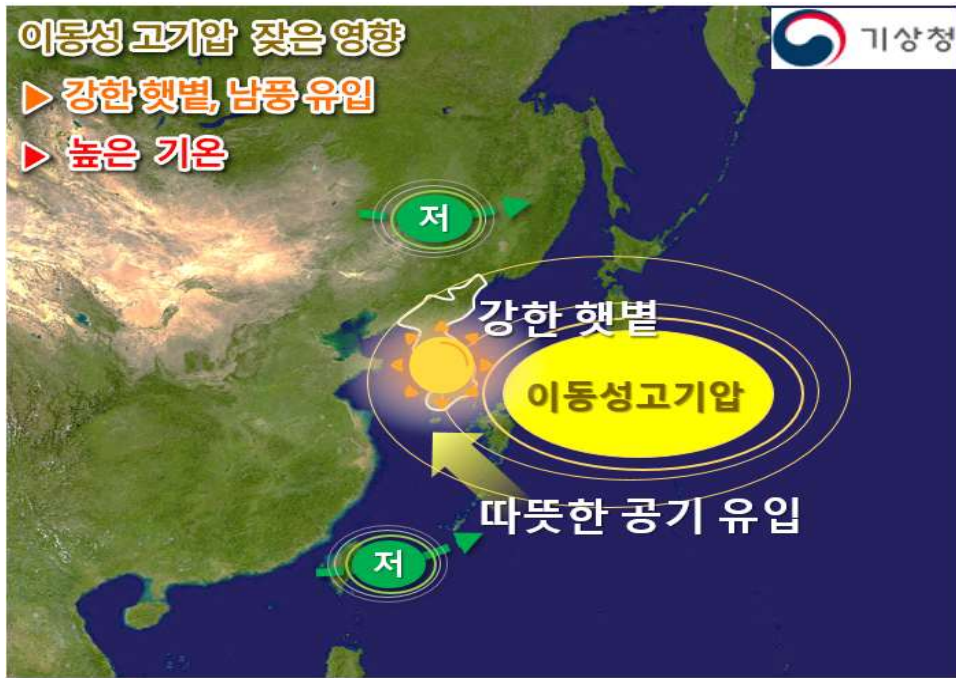 이동성 고기압 잦은 영향
▶ 강한 햇볕, 남풍 유입
▶ 높은 기온
기상청
저
강한 햇볕
이동성고기압
따뜻한 공기 유입
저